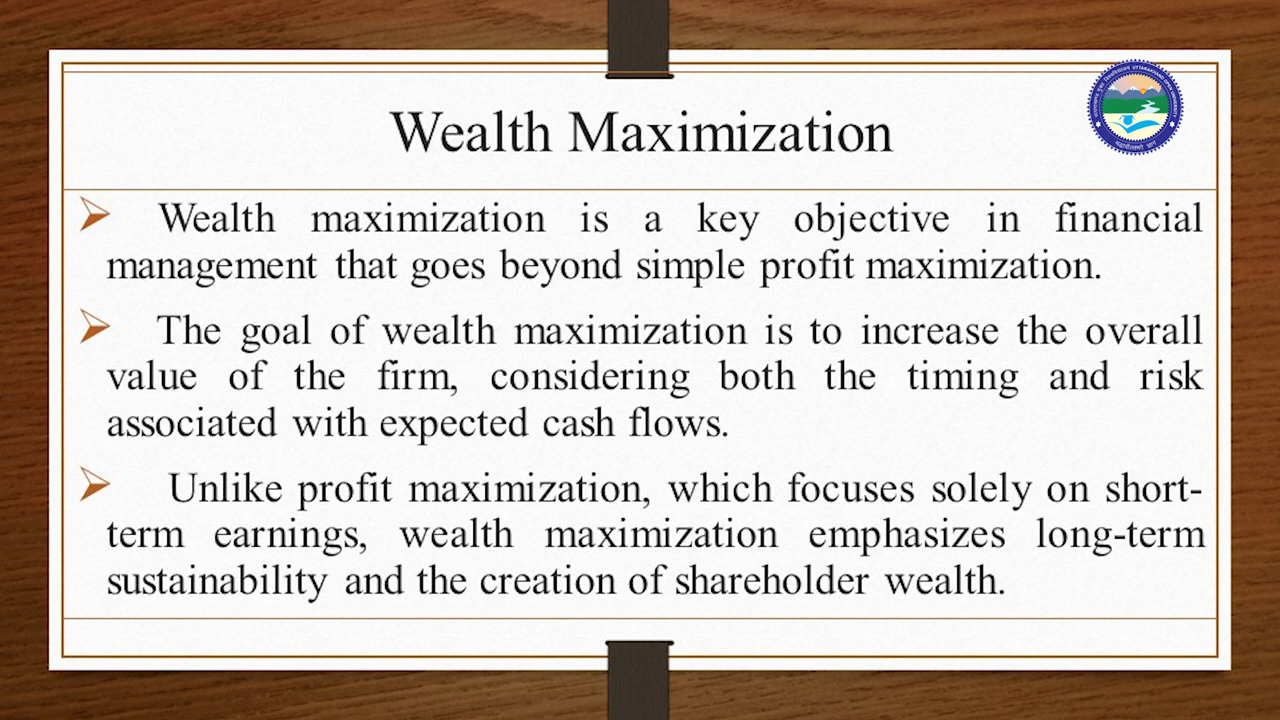 Wealth Maximization
Wealth maximization is a key objective in financial
management that goes beyond simple profit maximization.
The goal of wealth maximization is to increase the overall
value of the firm, considering both the timing and risk
associated with expected cash flows.
Unlike profit maximization, which focuses solely on short-
term earnings, wealth maximization emphasizes long-term
sustainability and the creation of shareholder wealth.